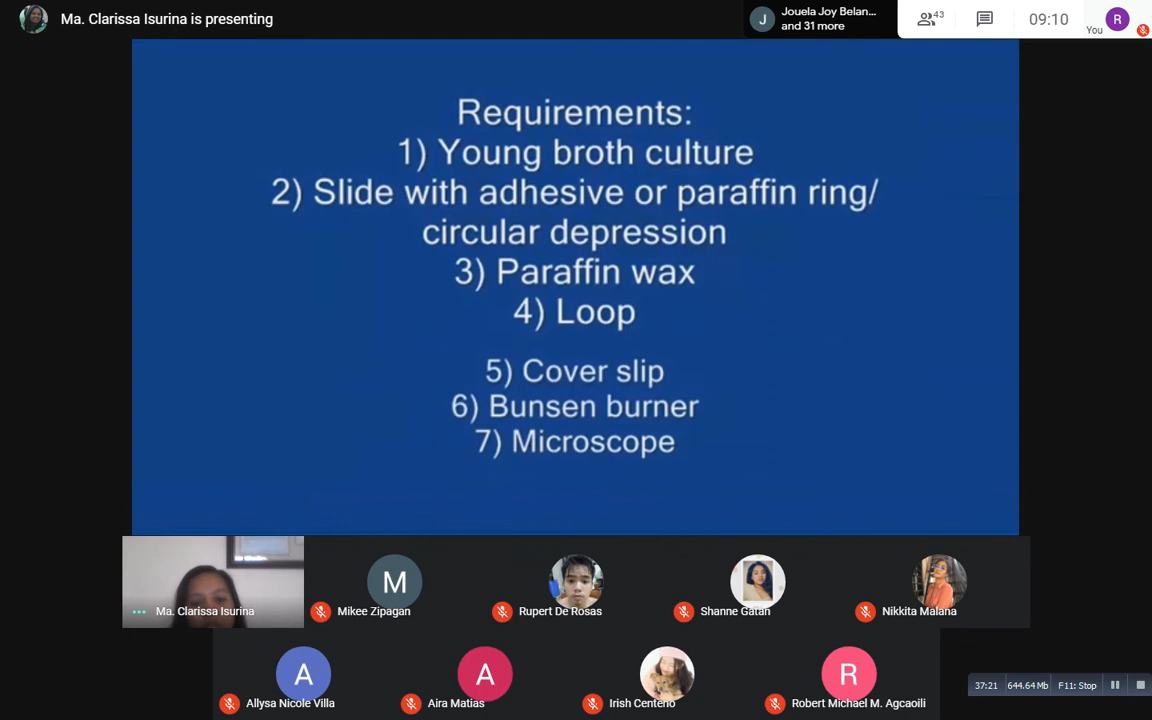 Ma. Clarissa Isurina is presenting
J
Jouela Joy Belan...
and 31 more
43
09:10
You
R
Requirements:
1) Young broth culture
2) Slide with adhesive or paraffin ring/
circular depression
3) Paraffin wax
4) Loop
5) Cover slip
6) Bunsen burner
7) Microscope
Ma. Clarissa Isurina
M
Mikee Zipagan
Rupert De Rosas
Shanne Gatan
Nikkita Malana
A
Allysa Nicole Villa
A
Aira Matias
Irish Centeno
R
Robert Michael M. Agcaoili
37:21
644.64 Mb
F11: Stop